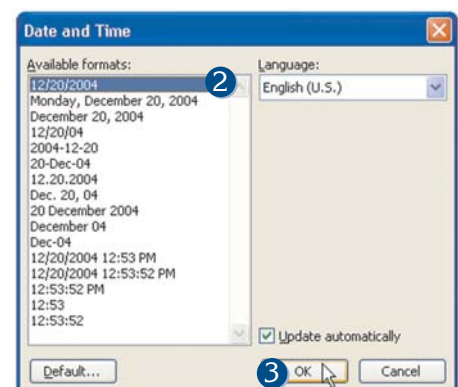 Date and Time
Available formats:
Language:
12/20/2004
2
English (U.S.)
Monday, December 20, 2004
December 20, 2004
12/20/04
2004-12-20
20-Dec-04
12.20.2004
Dec. 20, 04
20 December 2004
December 04
Dec-04
12/20/2004 12:53 PM
12/20/2004 12:53:52 PM
12:53:52 PM
12:53
12:53:52
Update automatically
Default...
3
OK
Cancel